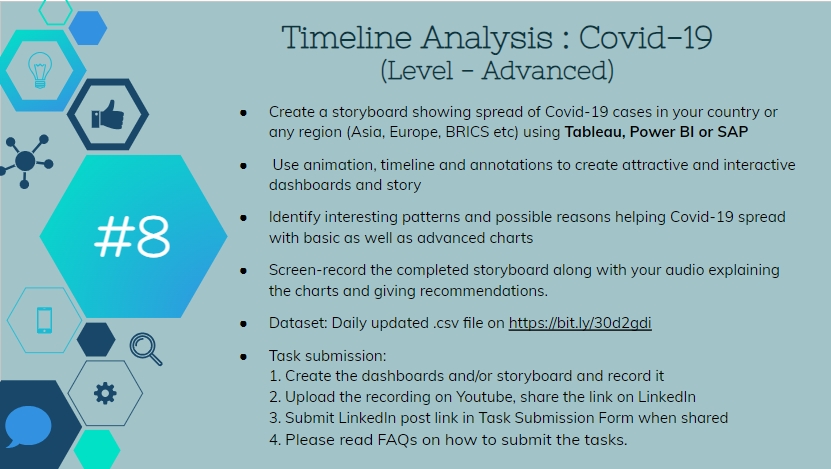 Timeline Analysis : Covid-19
(Level - Advanced)
#8
● Create a storyboard showing spread of Covid-19 cases in your country or
any region (Asia, Europe, BRICS etc) using Tableau, Power BI or SAP
● Use animation, timeline and annotations to create attractive and interactive
dashboards and story
● Identify interesting patterns and possible reasons helping Covid-19 spread
with basic as well as advanced charts
● Screen-record the completed storyboard along with your audio explaining
the charts and giving recommendations.
● Dataset: Daily updated .csv file on https://bit.ly/30d2gdi
● Task submission:
1. Create the dashboards and/or storyboard and record it
2. Upload the recording on Youtube, share the link on LinkedIn
3. Submit LinkedIn post link in Task Submission Form when shared
4. Please read FAQs on how to submit the tasks.